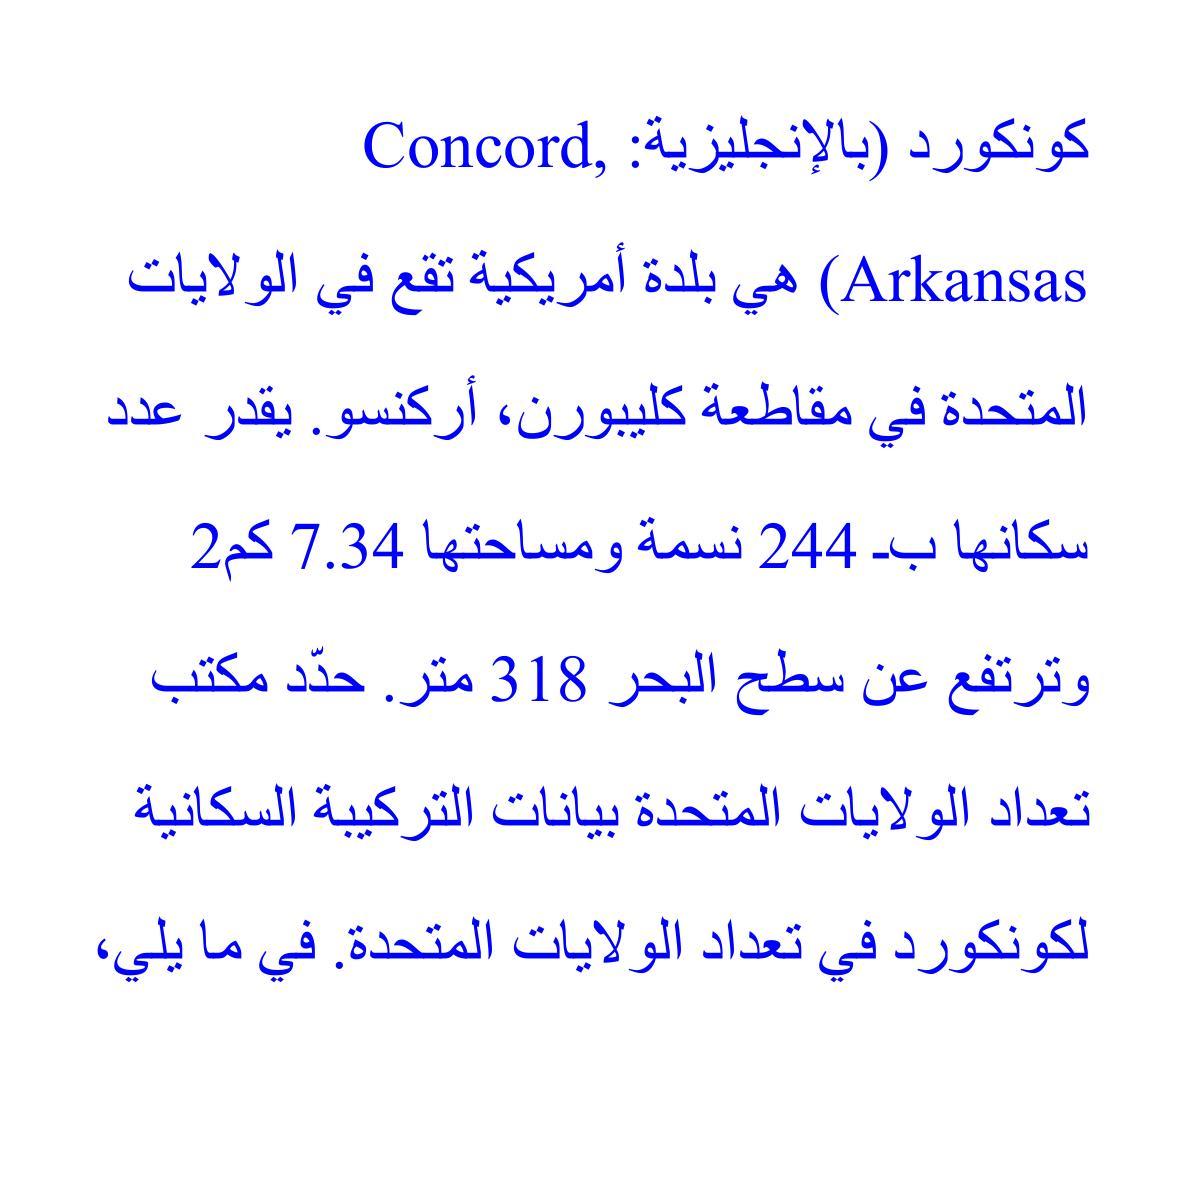 كونكورد (بالإنجليزية: Concord,
Arkansas) هي بلدة أمريكية تقع في الولايات
المتحدة في مقاطعة كليبورن، أركنسو. يقدر عدد
سكانها بـ 244 نسمة ومساحتها 7.34 كم2
وترتفع عن سطح البحر 318 متر. حدّد مكتب
تعداد الولايات المتحدة بيانات التركيبة السكانية
لكونكورد في تعداد الولايات المتحدة. في ما يلي،